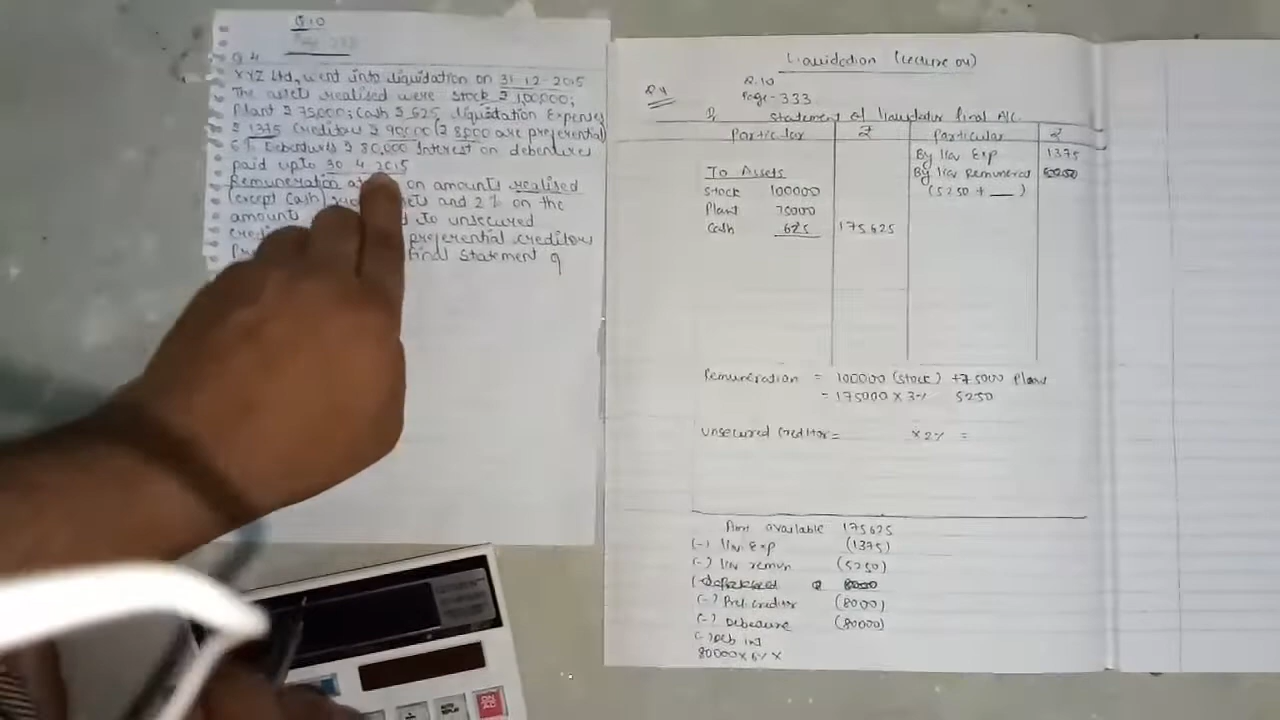 Q.10
Q 4
XYZ Ltd, went into liquidation on 31-12-2015
The assets realised were stock ₹ 1,00,000;
Plant ₹ 75000; Cash ₹ 625, liquidation Expenses
₹ 1375 Creditors ₹ 90000 (₹ 8,000 are preferential)
6% Debentures ₹ 80,000 Interest on debentures
paid upto 30 4 2015
Remuneration on amounts realised
(except cash) and 2% on the
amount to unsecured
preferential creditors
final statement of
Liquidation (Lecture 04)
Q.4
Q.10
Page-333
Statement of liquidator final A/c.
Particular ₹ Particular ₹
By liq Exp 1375
To Assets By liq Remunerat
Stock 100000 (5250 + __)
Plant 75000
Cash 625 175625
Remuneration = 100000 (Stock) +75000 Plant
= 175000 × 3% 5250
unsecured Creditor= ×2% =
Amt available 175625
(-) liq Exp (1375)
(-) liq remun (5250)
(-) Pref. creditor (8000)
(-) Debenture (80000)
(-) Deb int
80000×6% ×